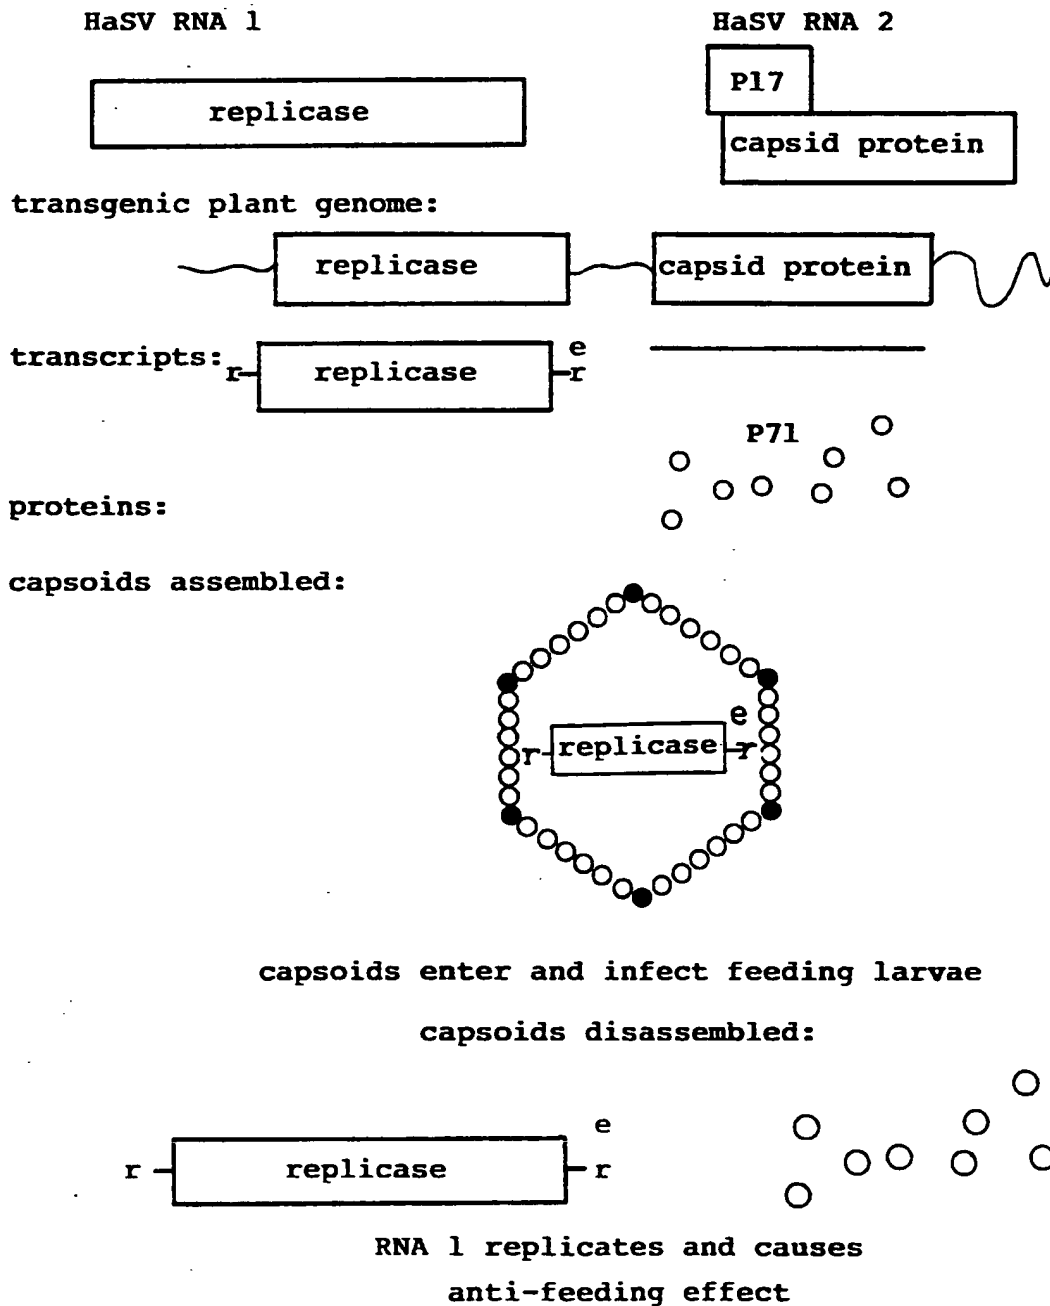 HaSV RNA 1
HaSV RNA 2
P17
replicase
capsid protein
transgenic plant genome:
replicase
capsid protein
transcripts:
r
replicase
e
r
P71
proteins:
capsoids assembled:
e
r
replicase
r
capsoids enter and infect feeding larvae
capsoids disassembled:
e
r
replicase
r
RNA 1 replicates and causes
anti-feeding effect